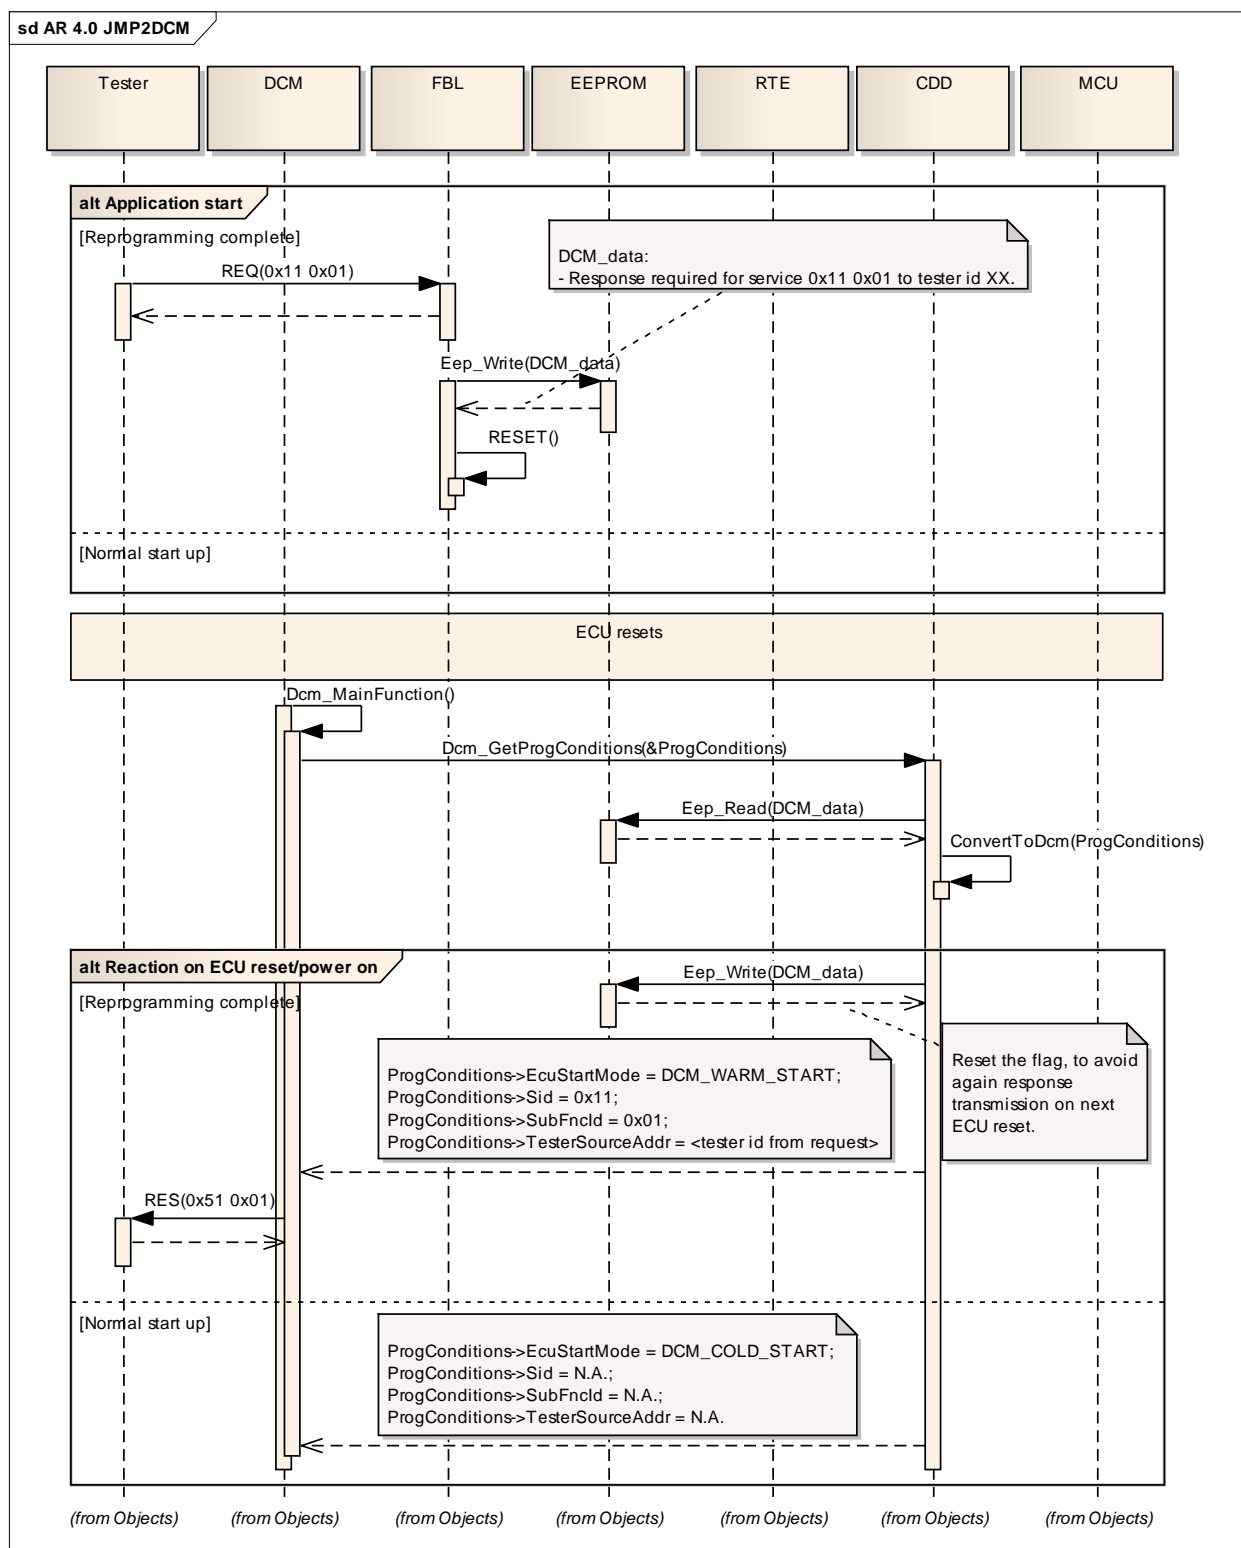 sd AR 4.0 JMP2DCM
Tester
DCM
FBL
EEPROM
RTE
CDD
MCU
alt Application start
[Reprogramming complete]
DCM_data:
- Response required for service 0x11 0x01 to tester id XX.
REQ(0x11 0x01)
Eep_Write(DCM_data)
RESET()
[Normal start up]
ECU resets
Dcm_MainFunction()
Dcm_GetProgConditions(&ProgConditions)
Eep_Read(DCM_data)
ConvertToDcm(ProgConditions)
alt Reaction on ECU reset/power on
Eep_Write(DCM_data)
[Reprogramming complete]
Reset the flag, to avoid
again response
transmission on next
ECU reset.
ProgConditions->EcuStartMode = DCM_WARM_START;
ProgConditions->Sid = 0x11;
ProgConditions->SubFncId = 0x01;
ProgConditions->TesterSourceAddr = <tester id from request>
RES(0x51 0x01)
[Normal start up]
ProgConditions->EcuStartMode = DCM_COLD_START;
ProgConditions->Sid = N.A.;
ProgConditions->SubFncId = N.A.;
ProgConditions->TesterSourceAddr = N.A.
(from Objects)
(from Objects)
(from Objects)
(from Objects)
(from Objects)
(from Objects)
(from Objects)